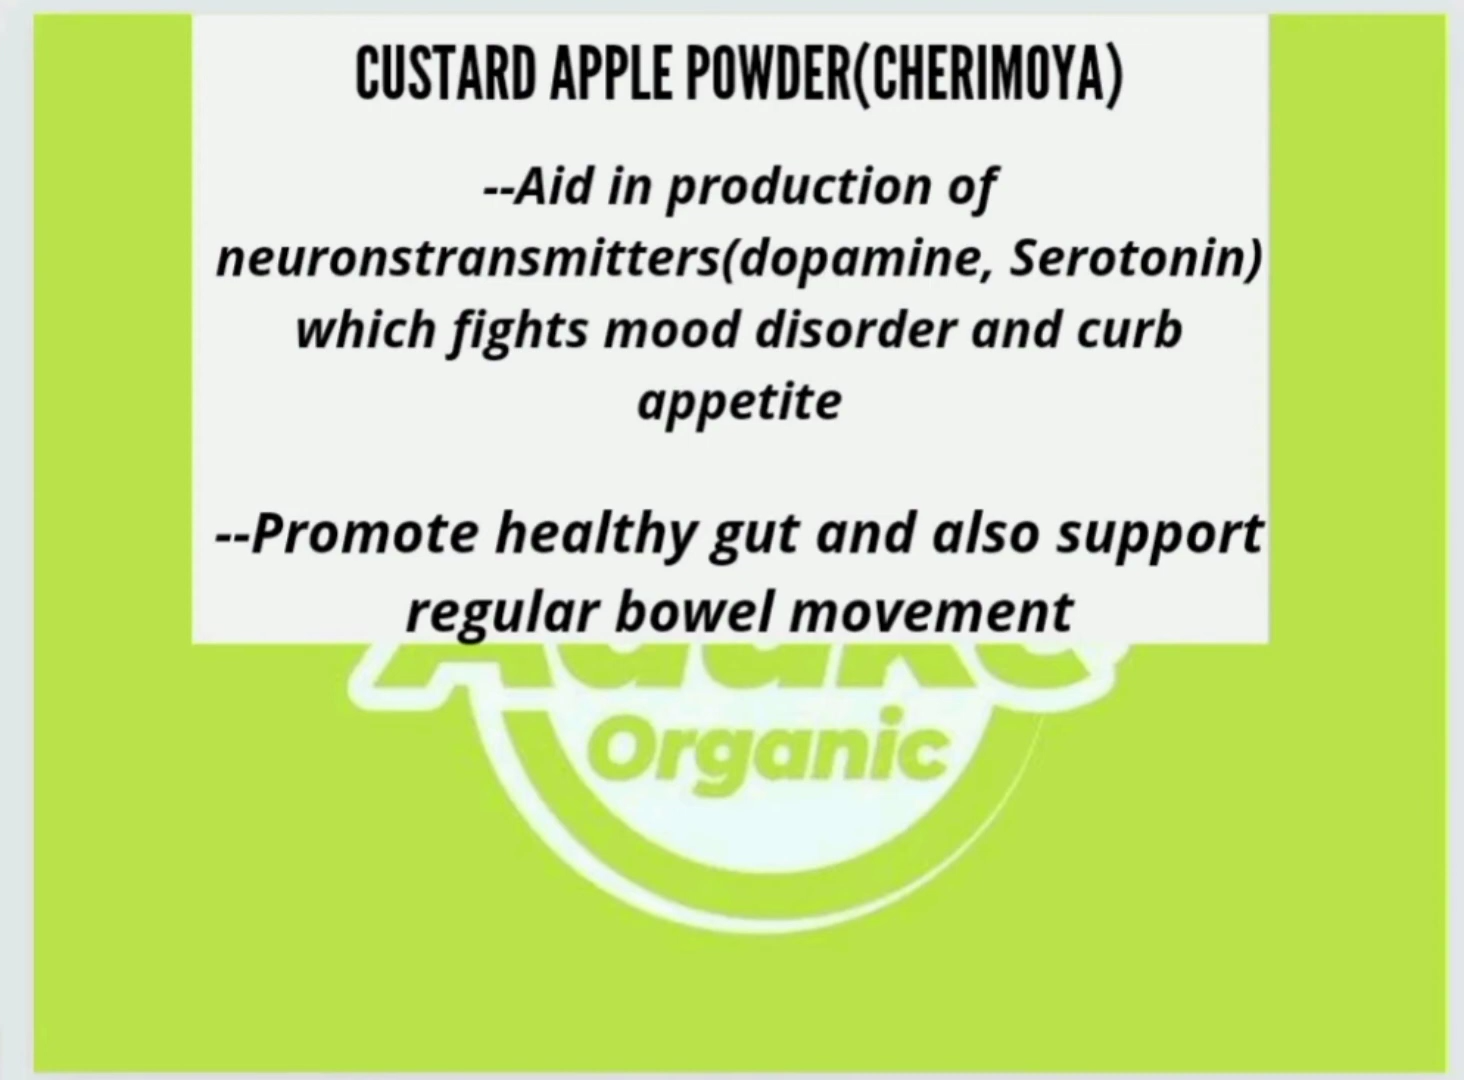 CUSTARD APPLE POWDER(CHERIMOYA)
--Aid in production of
neuronstransmitters(dopamine, Serotonin)
which fights mood disorder and curb
appetite
--Promote healthy gut and also support
regular bowel movement
Organic